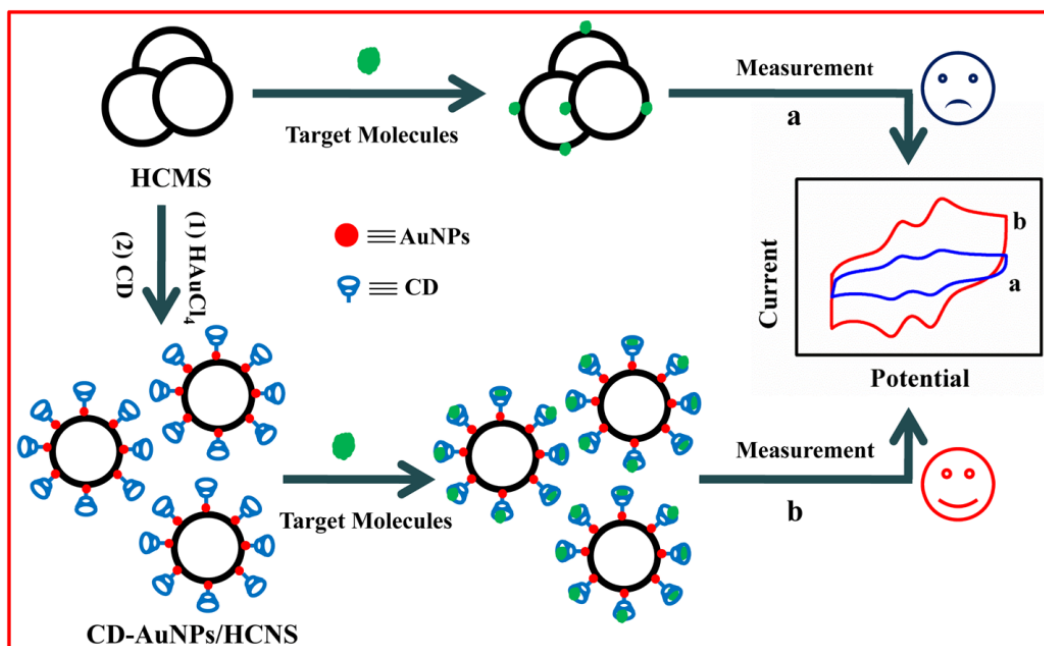 Target Molecules
Measurement
a
HCMS
(1) HAuCl₄
(2) CD
≡ AuNPs
≡ CD
b
a
Current
Potential
Target Molecules
Measurement
b
CD-AuNPs/HCNS